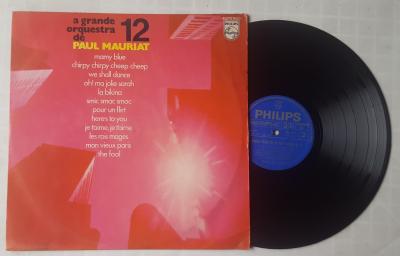 a grande
orquestra
de
PAUL MAURIAT
12
PHILIPS
mamy blue
chirpy chirpy cheep cheep
we shall dance
oh! ma jolie sarah
la bikina
smic smac smoc
pour un flirt
here's to you
je t'aime, je t'aime
les rois mages
mon vieux paris
the fool
PHILIPS